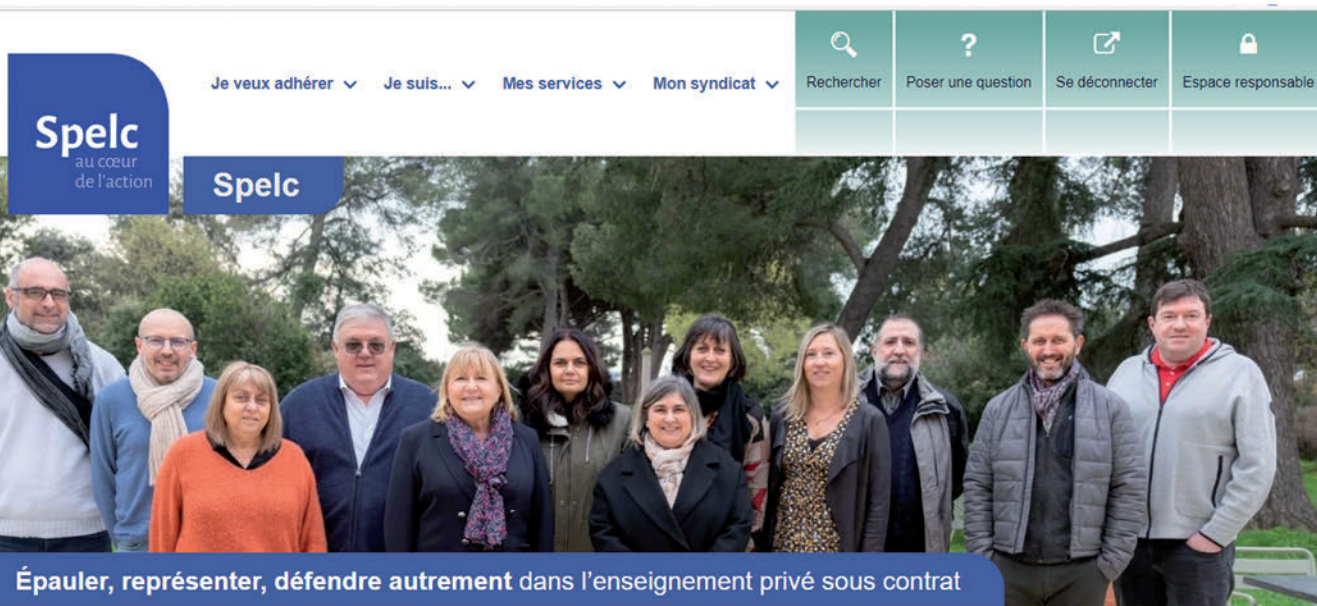 Je veux adhérer
Je suis...
Mes services
Mon syndicat
Rechercher
?
Poser une question
Se déconnecter
Espace responsable
Spelc
au cœur
de l'action
Spelc
Épauler, représenter, défendre autrement dans l'enseignement privé sous contrat